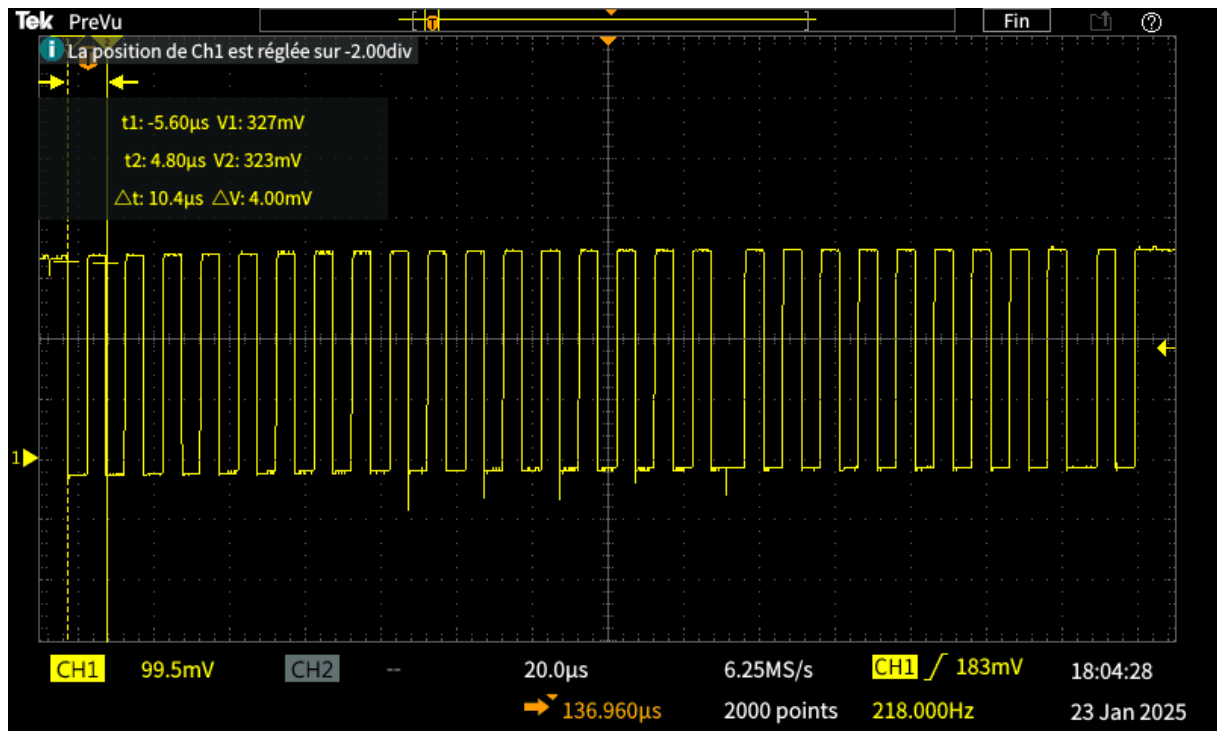 Tek PreVu Fin
La position de Ch1 est réglée sur -2.00div
t1: -5.60µs V1: 327mV
t2: 4.80µs V2: 323mV
△t: 10.4µs △V: 4.00mV
1
CH1 99.5mV CH2 -- 20.0µs 6.25MS/s CH1 183mV 18:04:28
136.960µs 2000 points 218.000Hz 23 Jan 2025